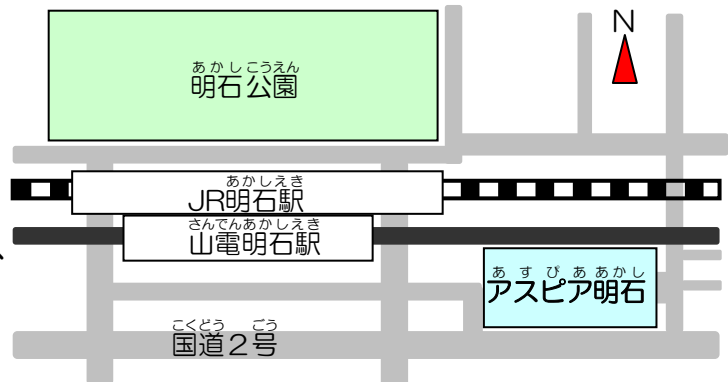 N
あかしこうえん
明石公園
あかしえき
JR明石駅
さんでんあかしえき
山電明石駅
あすぴああかし
アスピア明石
こくどう ごう
国道2号